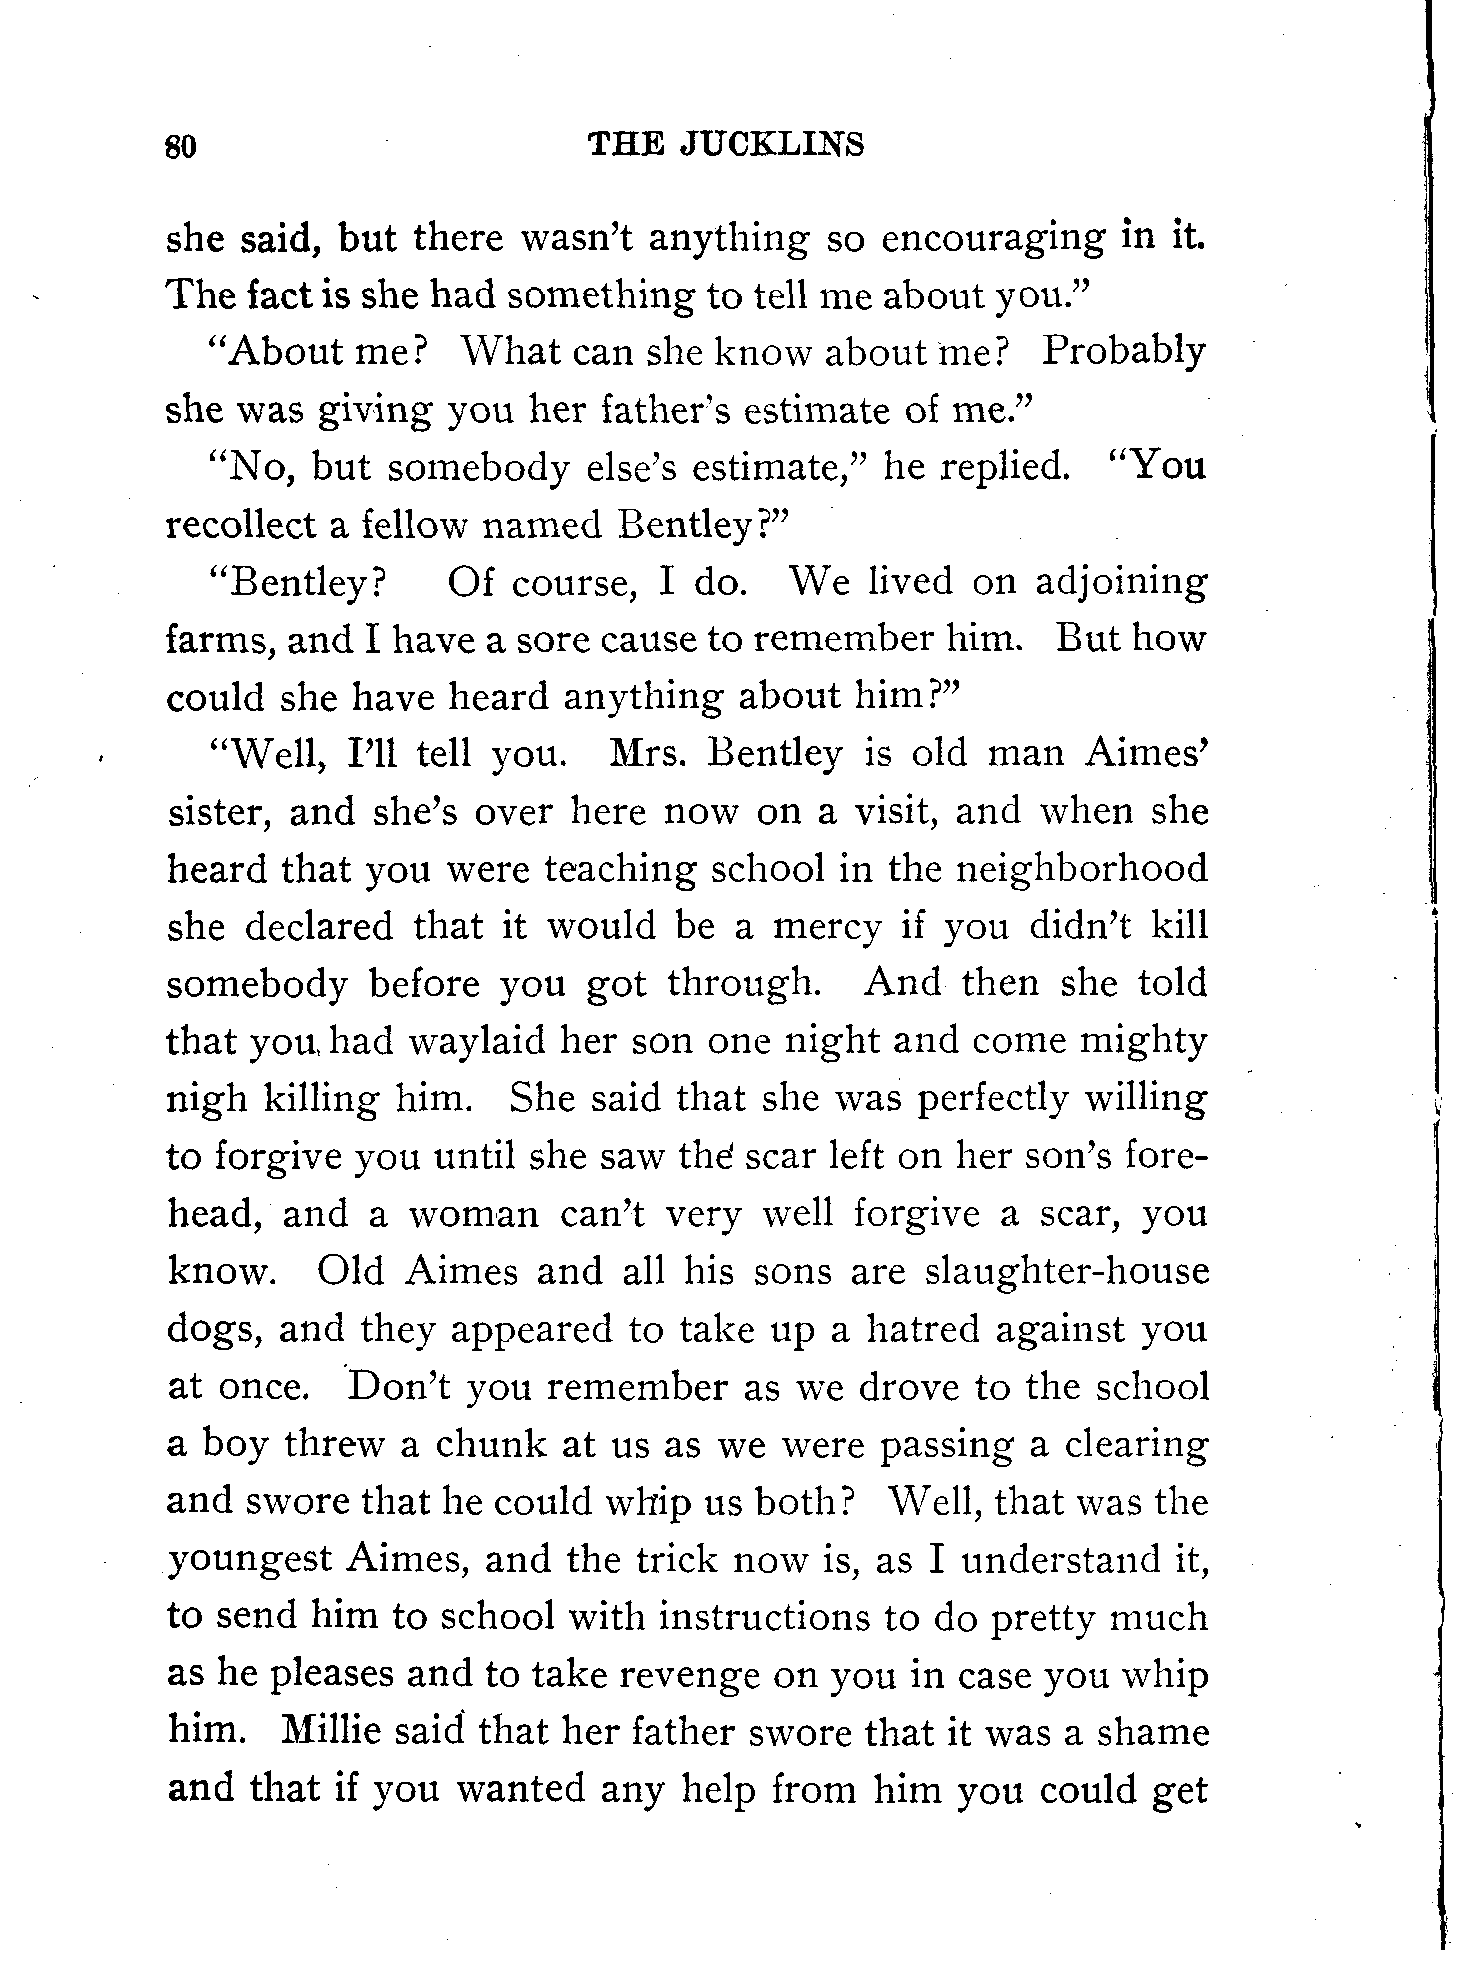 80 THE JUCKLINS
she said, but there wasn't anything so encouraging in it.
The fact is she had something to tell me about you."
"About me? What can she know about me? Probably
she was giving you her father's estimate of me."
"No, but somebody else's estimate," he replied. "You
recollect a fellow named Bentley?"
"Bentley? Of course, I do. We lived on adjoining
farms, and I have a sore cause to remember him. But how
could she have heard anything about him?"
"Well, I'll tell you. Mrs. Bentley is old man Aimes'
sister, and she's over here now on a visit, and when she
heard that you were teaching school in the neighborhood
she declared that it would be a mercy if you didn't kill
somebody before you got through. And then she told
that you had waylaid her son one night and come mighty
nigh killing him. She said that she was perfectly willing
to forgive you until she saw the scar left on her son's fore-
head, and a woman can't very well forgive a scar, you
know. Old Aimes and all his sons are slaughter-house
dogs, and they appeared to take up a hatred against you
at once. Don't you remember as we drove to the school
a boy threw a chunk at us as we were passing a clearing
and swore that he could whip us both? Well, that was the
youngest Aimes, and the trick now is, as I understand it,
to send him to school with instructions to do pretty much
as he pleases and to take revenge on you in case you whip
him. Millie said that her father swore that it was a shame
and that if you wanted any help from him you could get